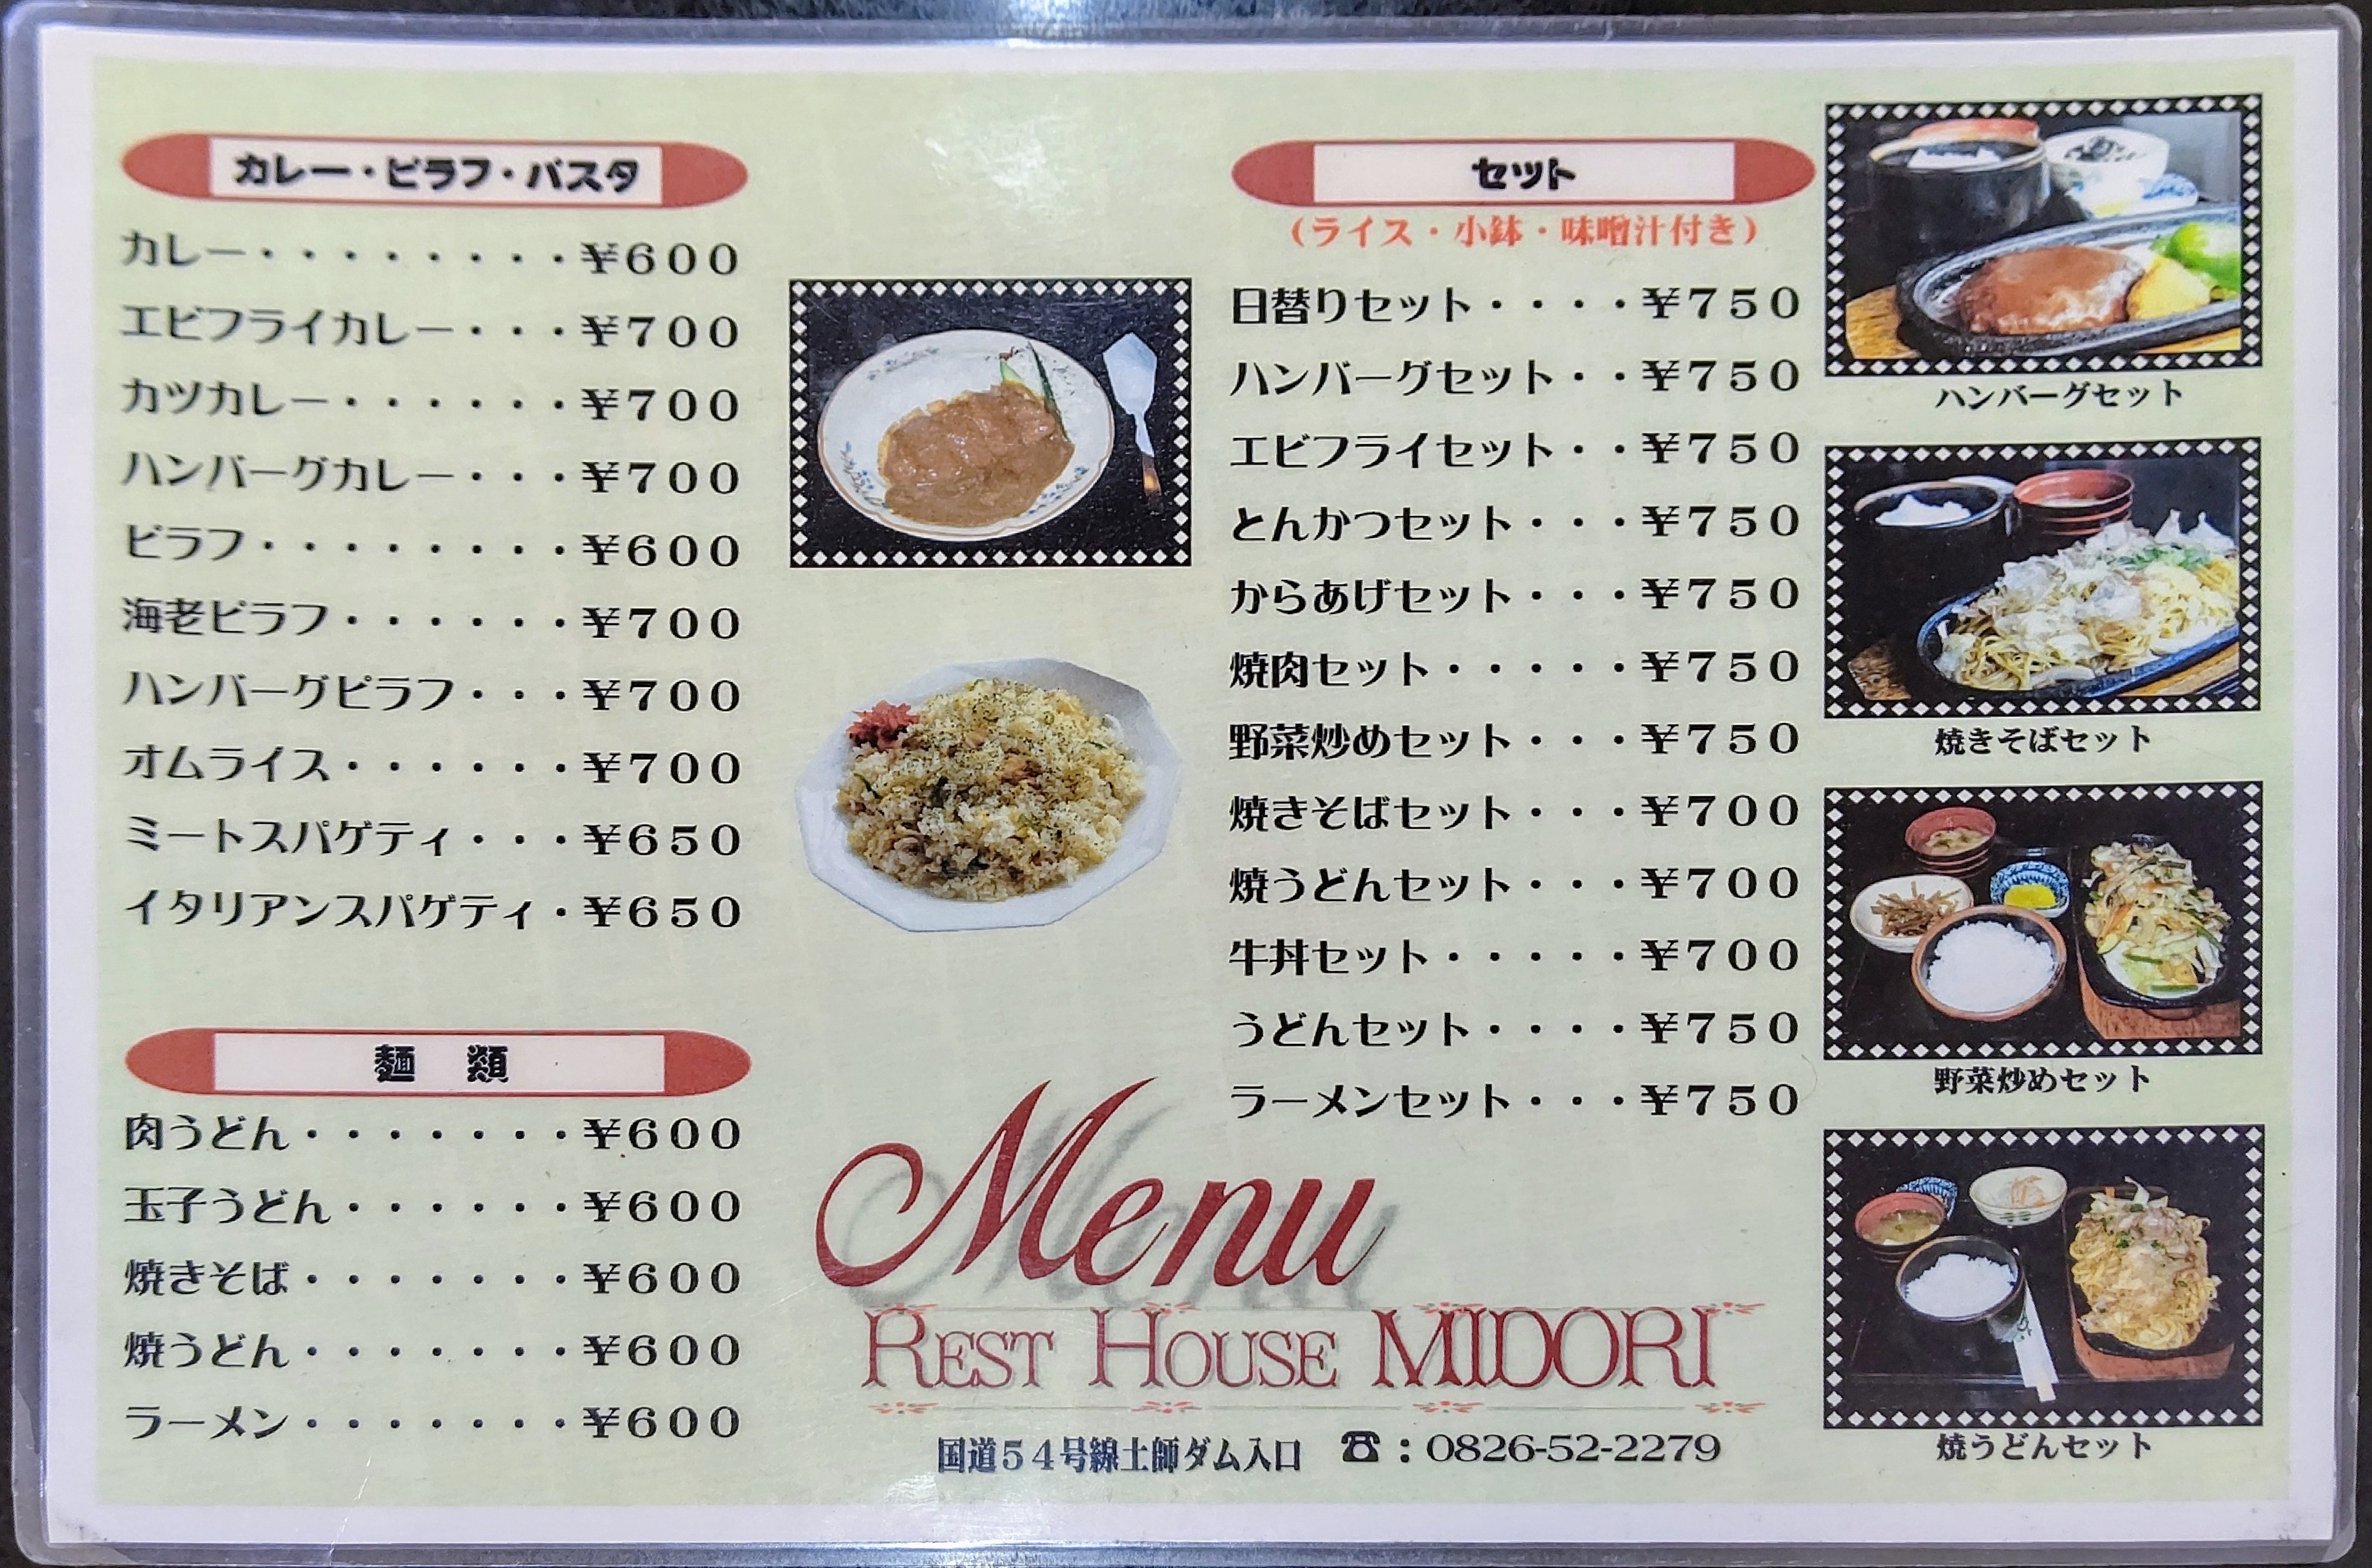 カレー・ピラフ・パスタ
カレー・・・・・・・・¥600
エビフライカレー・・・¥700
カツカレー・・・・・・¥700
ハンバーグカレー・・・¥700
ピラフ・・・・・・・・¥600
海老ピラフ・・・・・・¥700
ハンバーグピラフ・・・¥700
オムライス・・・・・・¥700
ミートスパゲティ・・・¥650
イタリアンスパゲティ・¥650
麺 類
肉うどん・・・・・・・¥600
玉子うどん・・・・・・¥600
焼きそば・・・・・・・¥600
焼うどん・・・・・・・¥600
ラーメン・・・・・・・¥600
セット
(ライス・小鉢・味噌汁付き)
日替りセット・・・・¥750
ハンバーグセット・・¥750
エビフライセット・・¥750
とんかつセット・・・¥750
からあげセット・・・¥750
焼肉セット・・・・・¥750
野菜炒めセット・・・¥750
焼きそばセット・・・¥700
焼うどんセット・・・¥700
牛丼セット・・・・・¥700
うどんセット・・・・¥750
ラーメンセット・・・¥750
ハンバーグセット
焼きそばセット
野菜炒めセット
焼うどんセット
Menu
REST HOUSE MIDORI
国道54号線土師ダム入口 ☎:0826-52-2279